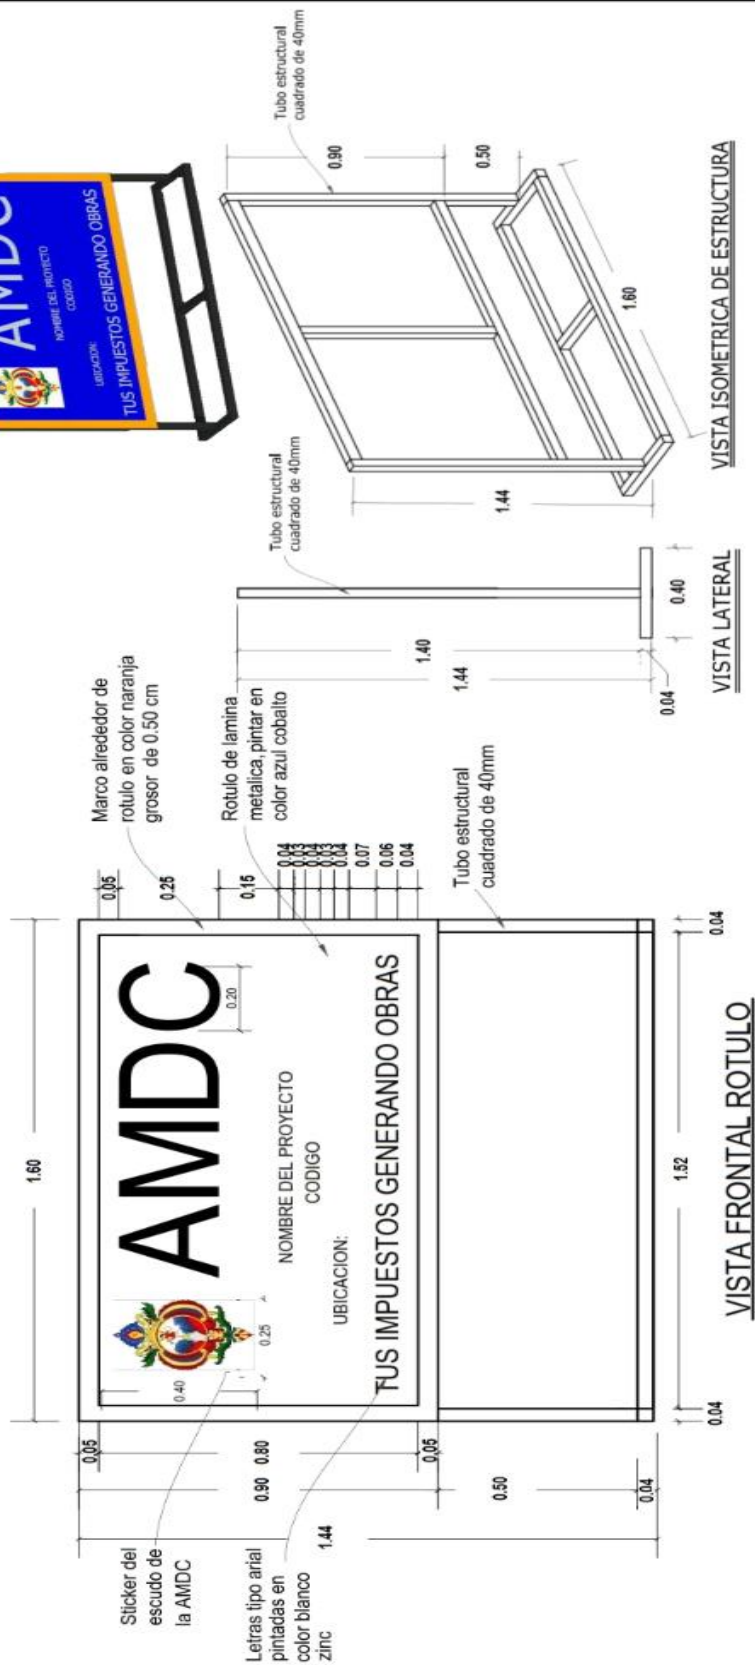 1.60
0.05
0.80
0.05
0.90
0.50
0.04
1.44
Sticker del
escudo de
la AMDC
Letras tipo arial
pintadas en
color blanco
zinc
AMDC
0.40
0.25
0.20
NOMBRE DEL PROYECTO
CODIGO
UBICACION:
TUS IMPUESTOS GENERANDO OBRAS
0.05
0.25
0.15
0.04
0.03
0.04
0.03
0.04
0.07
0.06
0.04
Marco alrededor de
rotulo en color naranja
grosor de 0.50 cm
Rotulo de lamina
metalica,pintar en
color azul cobalto
Tubo estructural
cuadrado de 40mm
0.04
1.52
0.04
VISTA FRONTAL ROTULO
Tubo estructural
cuadrado de 40mm
1.40
1.44
0.04
0.40
VISTA LATERAL
AMDC
NOMBRE DEL PROYECTO
CODIGO
UBICACION:
TUS IMPUESTOS GENERANDO OBRAS
Tubo estructural
cuadrado de 40mm
0.90
0.50
1.44
1.60
VISTA ISOMETRICA DE ESTRUCTURA